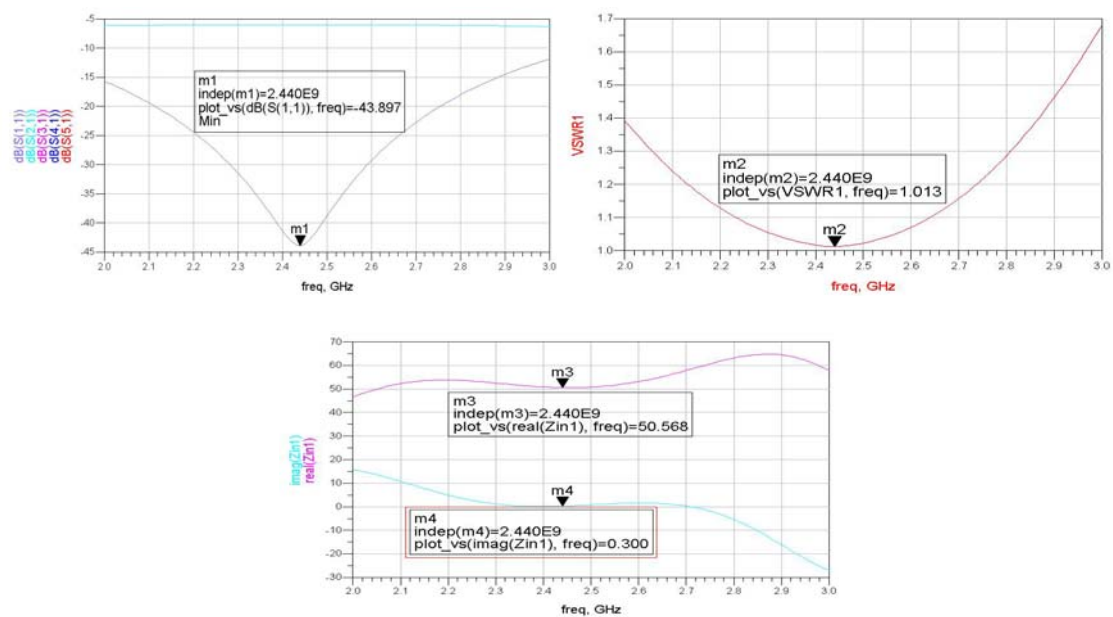 -5
-10
-15
-20
-25
-30
-35
-40
-45
dB(S(1,1))
dB(S(2,1))
dB(S(3,1))
dB(S(4,1))
dB(S(5,1))
m1
indep(m1)=2.440E9
plot_vs(dB(S(1,1)), freq)=-43.897
Min
m1
2.0 2.1 2.2 2.3 2.4 2.5 2.6 2.7 2.8 2.9 3.0
freq, GHz
1.7
1.6
1.5
1.4
1.3
1.2
1.1
1.0
VSWR1
m2
indep(m2)=2.440E9
plot_vs(VSWR1, freq)=1.013
m2
2.0 2.1 2.2 2.3 2.4 2.5 2.6 2.7 2.8 2.9 3.0
freq, GHz
70
60
50
40
30
20
10
0
-10
-20
-30
imag(Zin1)
real(Zin1)
m3
m3
indep(m3)=2.440E9
plot_vs(real(Zin1), freq)=50.568
m4
m4
indep(m4)=2.440E9
plot_vs(imag(Zin1), freq)=0.300
2.0 2.1 2.2 2.3 2.4 2.5 2.6 2.7 2.8 2.9 3.0
freq, GHz